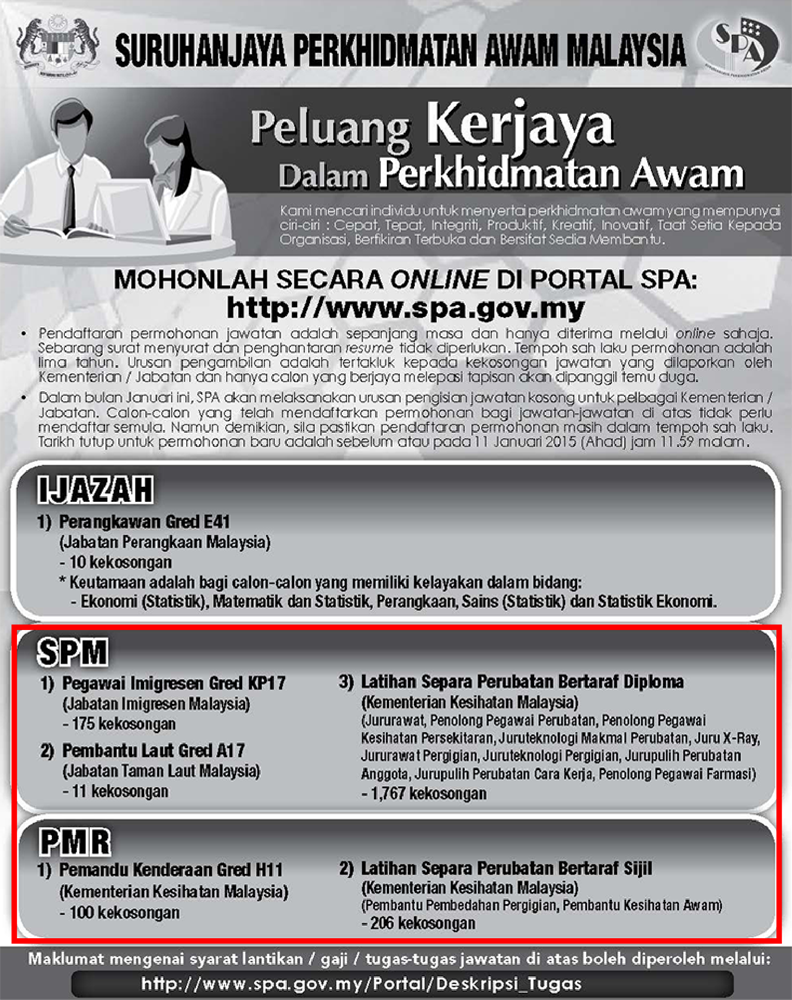 SURUHANJAYA PERKHIDMATAN AWAM MALAYSIA
SPA
Peluang Kerjaya
Dalam Perkhidmatan Awam
Kami mencari individu untuk menyertai perkhidmatan awam yang mempunyai
ciri-ciri : Cepat, Tepat, Integriti, Produktif, Kreatif, Inovatif, Taat Setia Kepada
Organisasi, Berfikiran Terbuka dan Bersifat Sedia Membantu.
MOHONLAH SECARA ONLINE DI PORTAL SPA:
http://www.spa.gov.my
• Pendaftaran permohonan jawatan adalah sepanjang masa dan hanya diterima melalui online sahaja.
Sebarang surat menyurat dan penghantaran resume tidak diperlukan. Tempoh sah laku permohonan adalah
lima tahun. Urusan pengambilan adalah tertakluk kepada kekosongan jawatan yang dilaporkan oleh
Kementerian / Jabatan dan hanya calon yang berjaya melepasi tapisan akan dipanggil temu duga.
• Dalam bulan Januari ini, SPA akan melaksanakan urusan pengisian jawatan kosong untuk pelbagai Kementerian /
Jabatan. Calon-calon yang telah mendaftarkan permohonan bagi jawatan-jawatan di atas tidak perlu
mendaftar semula. Namun demikian, sila pastikan pendaftaran permohonan masih dalam tempoh sah laku.
Tarikh tutup untuk permohonan baru adalah sebelum atau pada 11 Januari 2015 (Ahad) jam 11.59 malam.
IJAZAH
1) Perangkawan Gred E41
(Jabatan Perangkaan Malaysia)
- 10 kekosongan
* Keutamaan adalah bagi calon-calon yang memiliki kelayakan dalam bidang:
- Ekonomi (Statistik), Matematik dan Statistik, Perangkaan, Sains (Statistik) dan Statistik Ekonomi.
SPM
1) Pegawai Imigresen Gred KP17
(Jabatan Imigresen Malaysia)
- 175 kekosongan
2) Pembantu Laut Gred A17
(Jabatan Taman Laut Malaysia)
- 11 kekosongan
3) Latihan Separa Perubatan Bertaraf Diploma
(Kementerian Kesihatan Malaysia)
(Jururawat, Penolong Pegawai Perubatan, Penolong Pegawai
Kesihatan Persekitaran, Juruteknologi Makmal Perubatan, Juru X-Ray,
Jururawat Pergigian, Juruteknologi Pergigian, Jurupulih Perubatan
Anggota, Jurupulih Perubatan Cara Kerja, Penolong Pegawai Farmasi)
- 1,767 kekosongan
PMR
1) Pemandu Kenderaan Gred H11
(Kementerian Kesihatan Malaysia)
- 100 kekosongan
2) Latihan Separa Perubatan Bertaraf Sijil
(Kementerian Kesihatan Malaysia)
(Pembantu Pembedahan Pergigian, Pembantu Kesihatan Awam)
- 206 kekosongan
Maklumat mengenai syarat lantikan / gaji / tugas-tugas jawatan di atas boleh diperoleh melalui:
http://www.spa.gov.my/Portal/Deskripsi_Tugas